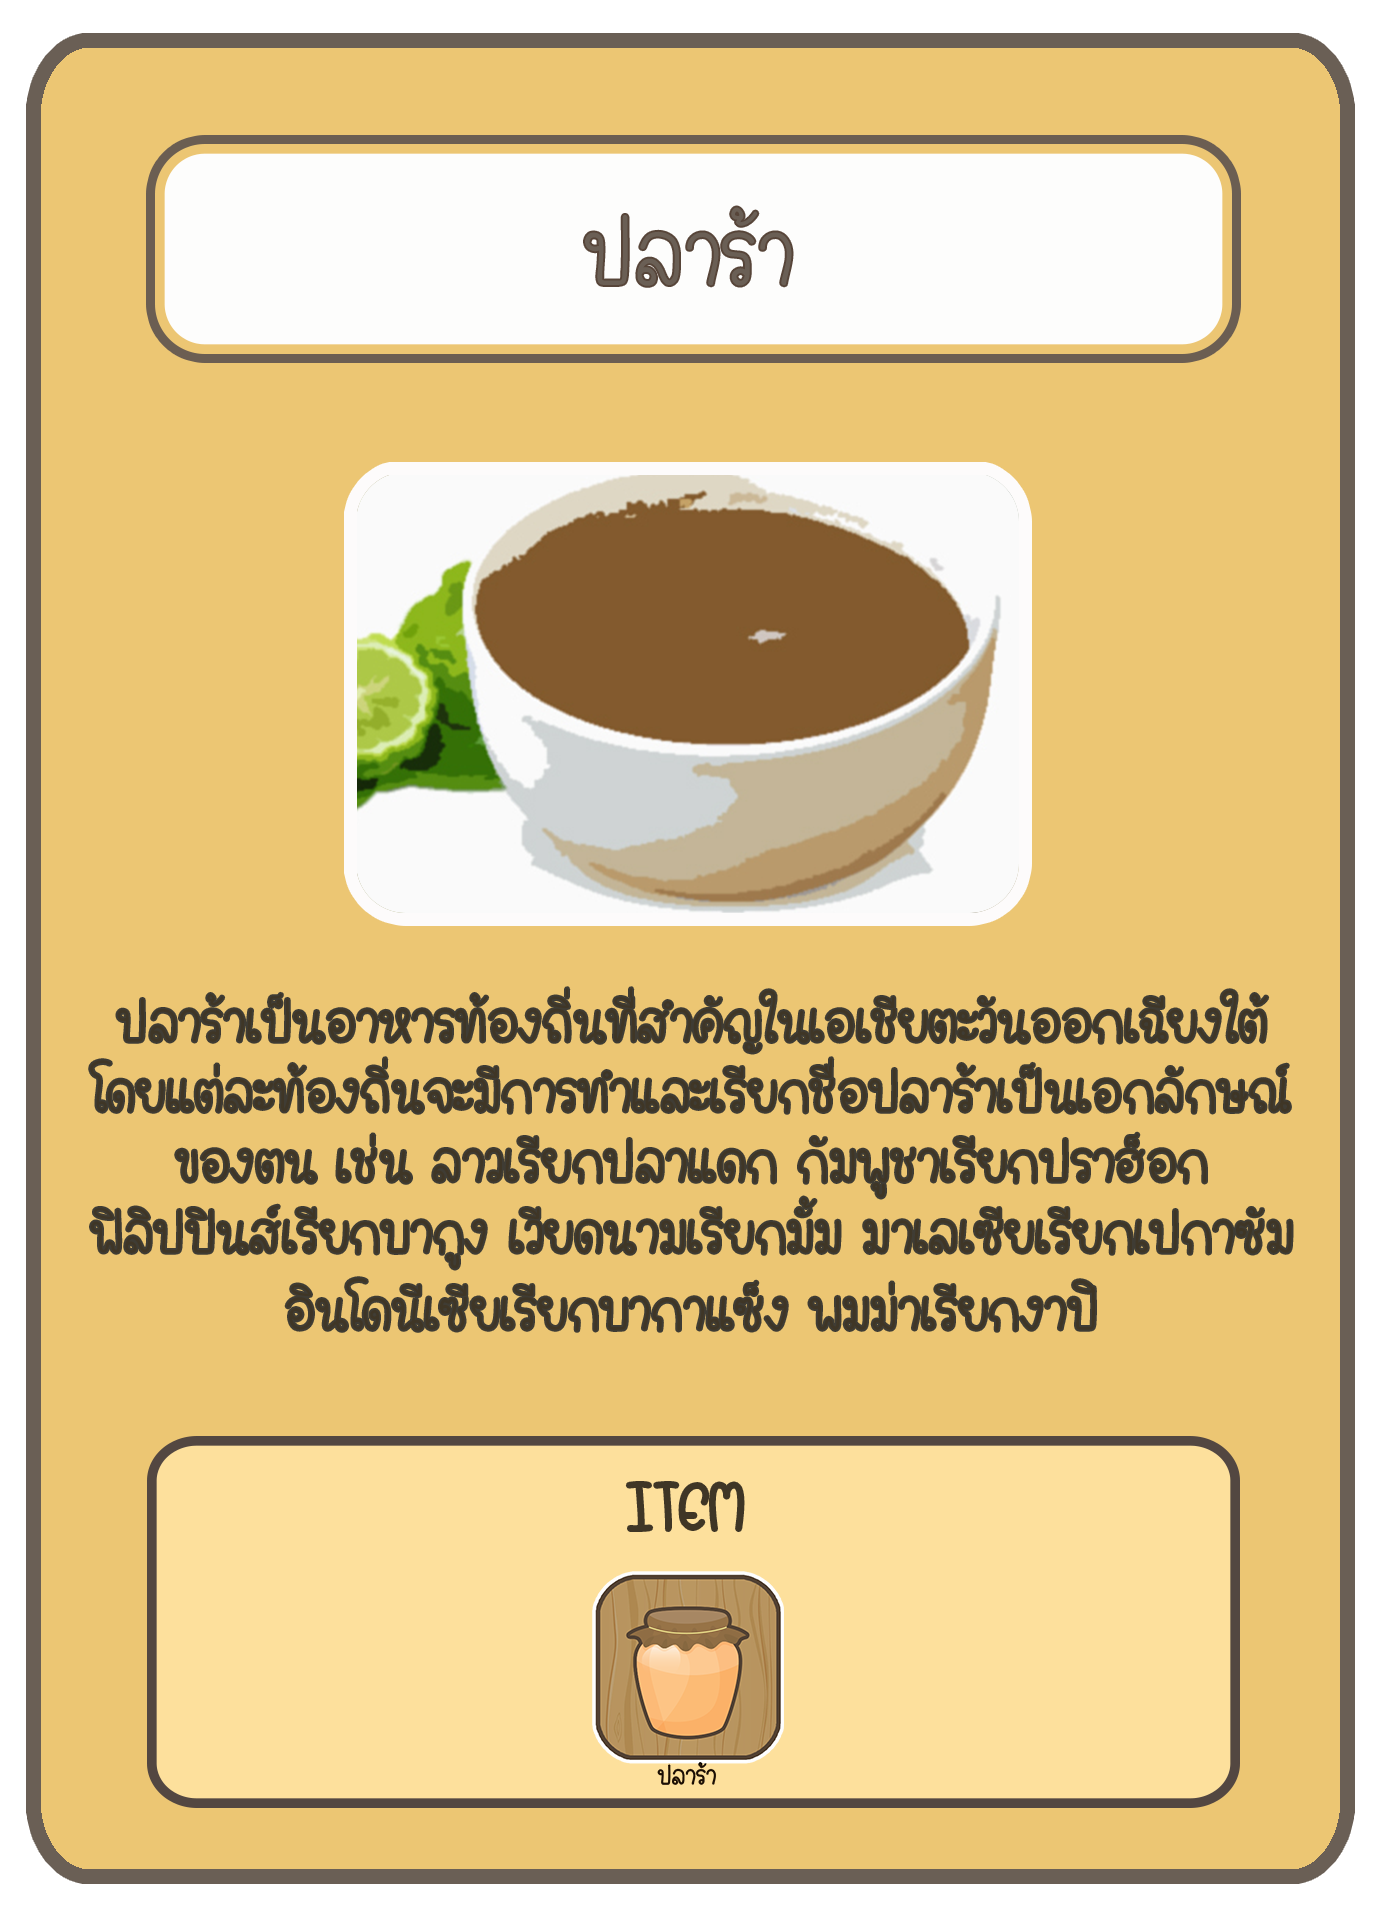 ปลาร้า
ปลาร้าเป็นอาหารท้องถิ่นที่สำคัญในเอเชียตะวันออกเฉียงใต้
โดยแต่ละท้องถิ่นจะมีการทำและเรียกชื่อปลาร้าเป็นเอกลักษณ์
ของตน เช่น ลาวเรียกปลาแดก กัมพูชาเรียกปราฮ็อก
ฟิลิปปินส์เรียกบากูง เวียดนามเรียกมั้ม มาเลเซียเรียกเปกาซัม
อินโดนีเซียเรียกบากาแซ็ง พม่าเรียกงาปิ
ITEM
ปลาร้า